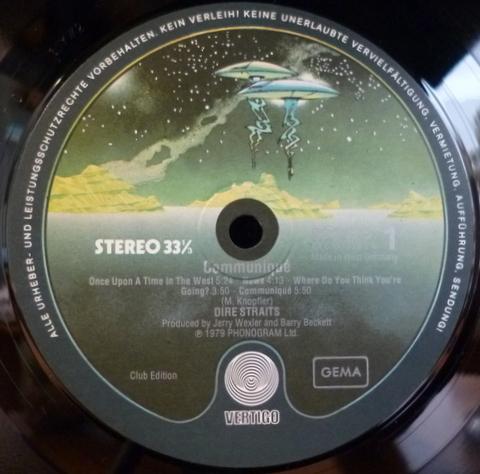 ALLE URHEBER- UND LEISTUNGSSCHUTZRECHTE VORBEHALTEN. KEIN VERLEIH! KEINE UNERLAUBTE VERVIELFÄLTIGUNG, VERMIETUNG, AUFFÜHRUNG, SENDUNG!
STEREO 33⅓
1
Made in West Germany
Communiqué
Once Upon A Time In The West 5:24 - News 4:13 - Where Do You Think You're
Going? 3:50 - Communiqué 5:50
(M. Knopfler)
DIRE STRAITS
Produced by Jerry Wexler and Barry Beckett
℗ 1979 PHONOGRAM Ltd.
Club Edition
GEMA
VERTIGO